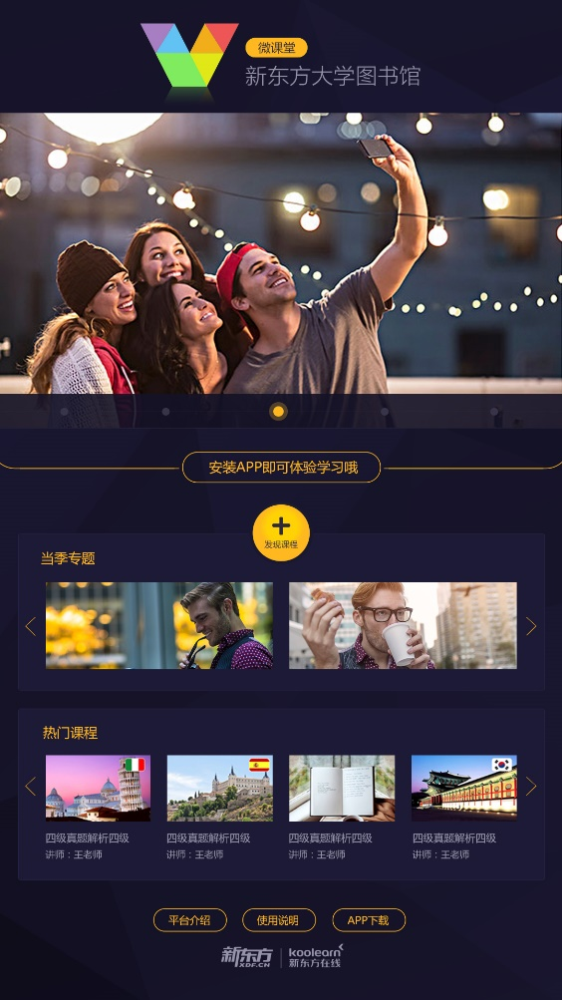 微课堂
新东方大学图书馆
安装APP即可体验学习哦
发现课程
当季专题
热门课程
四级真题解析四级
讲师：王老师
四级真题解析四级
讲师：王老师
四级真题解析四级
讲师：王老师
四级真题解析四级
讲师：王老师
平台介绍
使用说明
APP下载
新东方
XDF.CN
koolearn
新东方在线